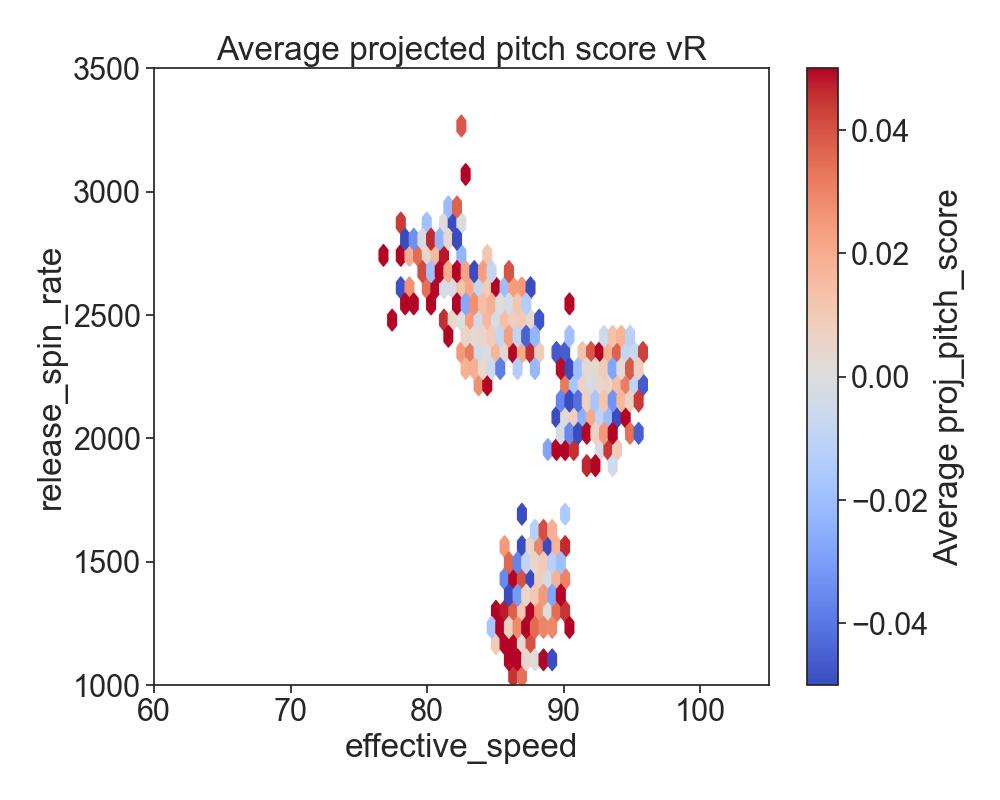 Average projected pitch score vR
3500
3000
2500
2000
1500
1000
release_spin_rate
60 70 80 90 100
effective_speed
0.04
0.02
0.00
−0.02
−0.04
Average proj_pitch_score